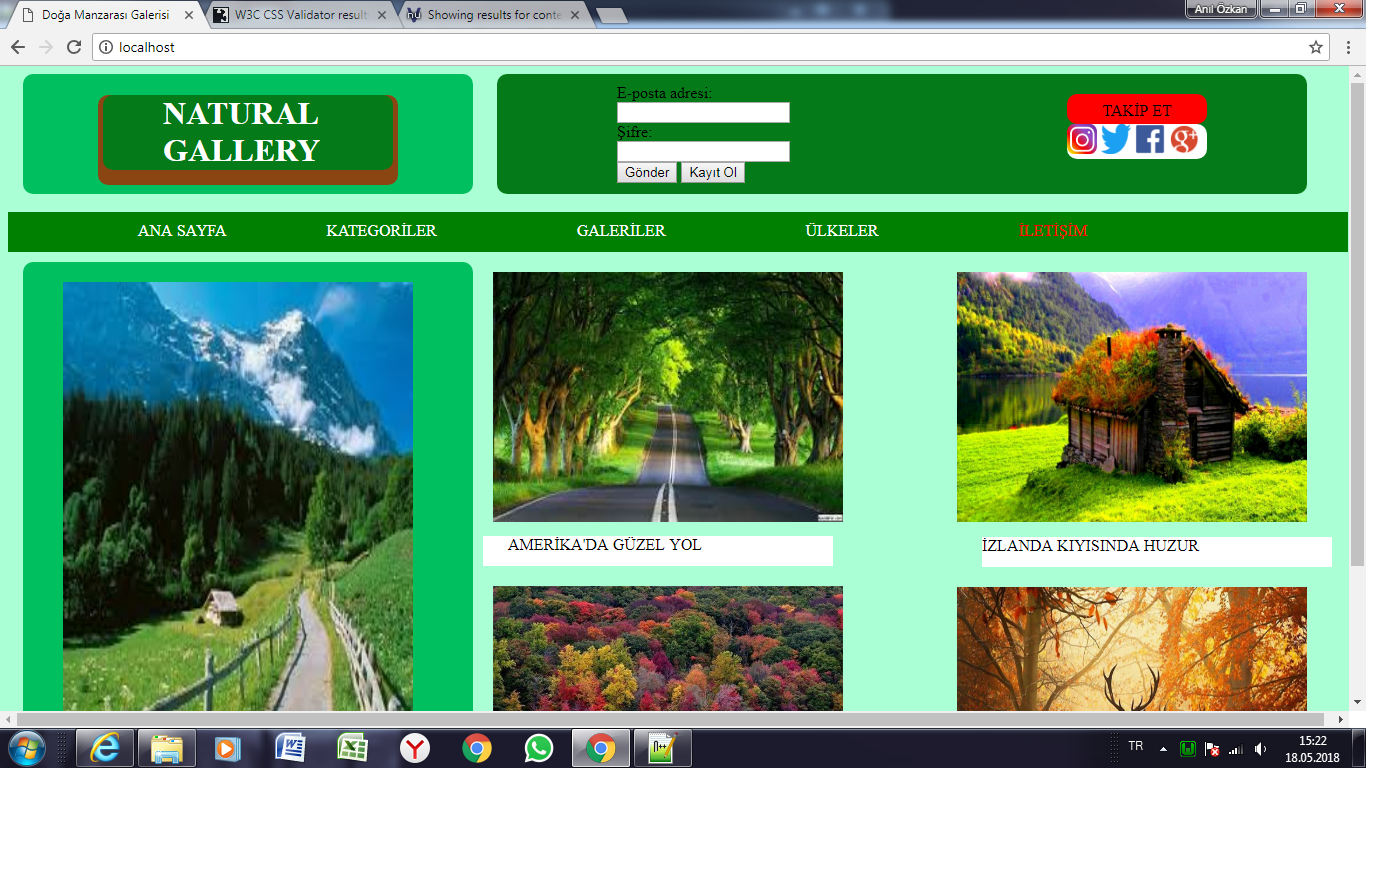 Anıl Özkan
Doğa Manzarası Galerisi
W3C CSS Validator result
Showing results for conte
localhost
NATURAL
GALLERY
E-posta adresi:
Şifre:
Gönder Kayıt Ol
TAKİP ET
ANA SAYFA KATEGORİLER GALERİLER ÜLKELER İLETİŞİM
AMERİKA'DA GÜZEL YOL
İZLANDA KIYISINDA HUZUR
TR
15:22
18.05.2018